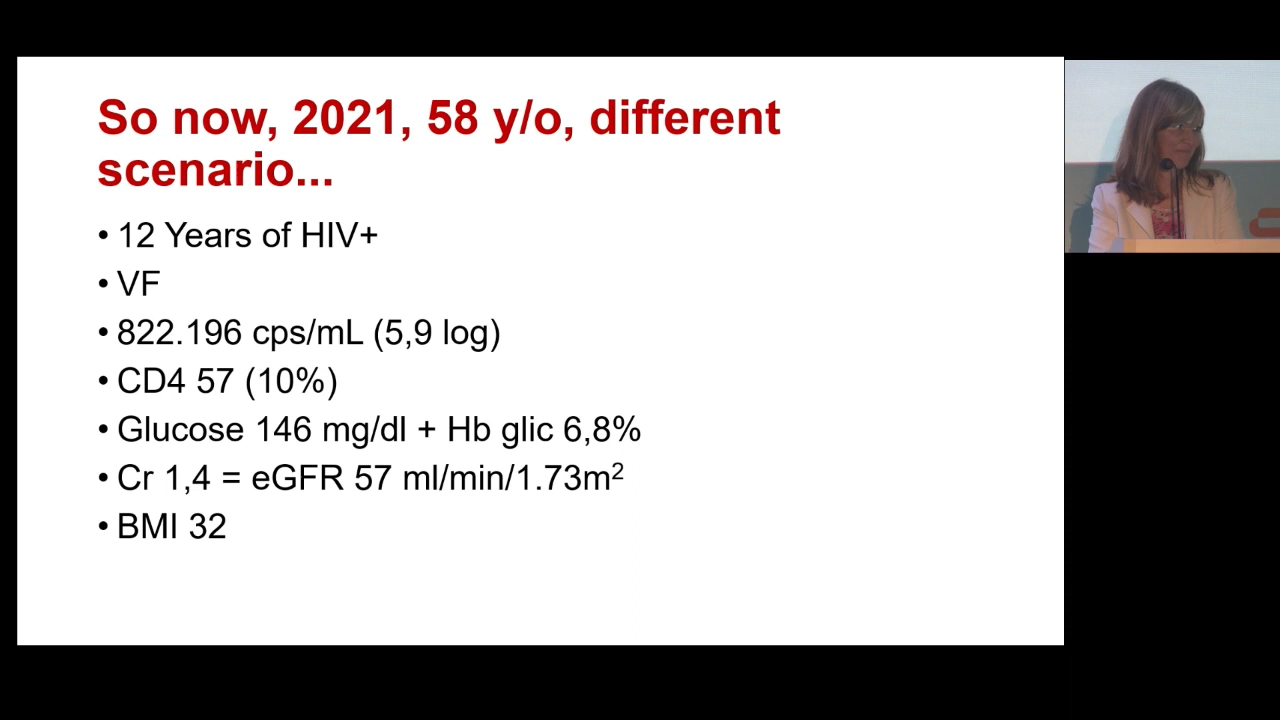 So now, 2021, 58 y/o, different
scenario...
• 12 Years of HIV+
• VF
• 822.196 cps/mL (5,9 log)
• CD4 57 (10%)
• Glucose 146 mg/dl + Hb glic 6,8%
• Cr 1,4 = eGFR 57 ml/min/1.73m²
• BMI 32